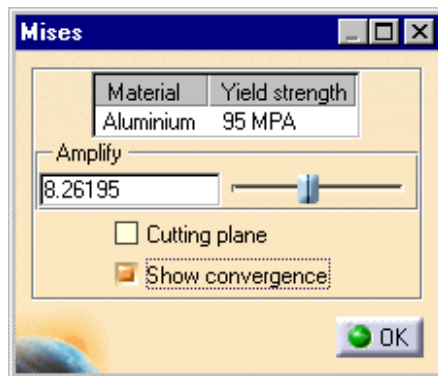 Mises
Material Yield strength
Aluminium 95 MPA
Amplify
8.26195
Cutting plane
Show convergence
OK